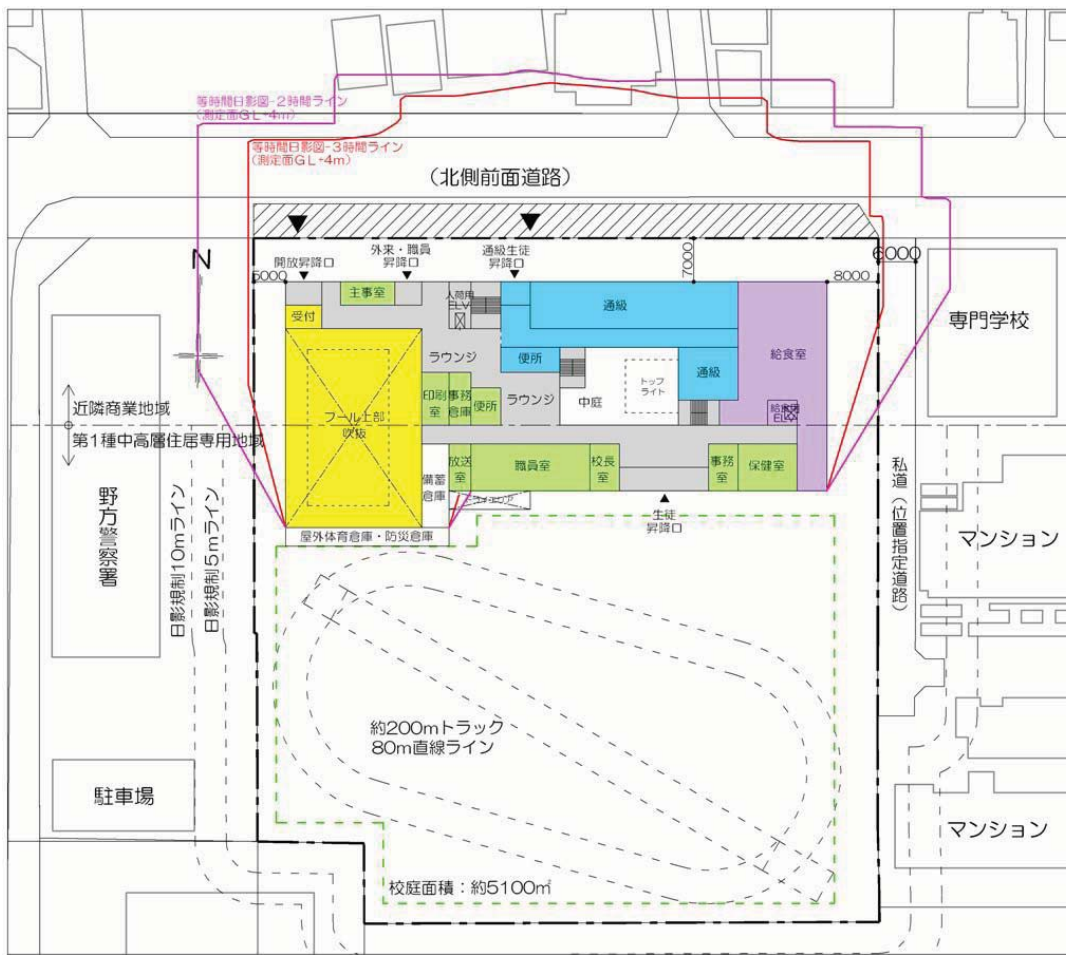 等時間日影図-2時間ライン
(測定面GL+4m)
等時間日影図-3時間ライン
(測定面GL+4m)
(北側前面道路)
N
開放昇降口
外来・職員
昇降口
通級生徒
昇降口
5000
7000
8000
6000
主事室
入荷用
ELV
受付
通級
給食室
専門学校
ラウンジ
便所
通級
トップ
ライト
中庭
印刷
室
事務
倉庫
便所
ラウンジ
プール上部
吹抜
近隣商業地域
第1種中高層住居専用地域
放送
室
職員室
校長
室
事務
室
保健室
備蓄
倉庫
ドライエリア
生徒
昇降口
屋外体育倉庫・防災倉庫
野方警察署
日影規制10mライン
日影規制5mライン
私道(位置指定道路)
マンション
約200mトラック
80m直線ライン
駐車場
マンション
校庭面積:約5100㎡